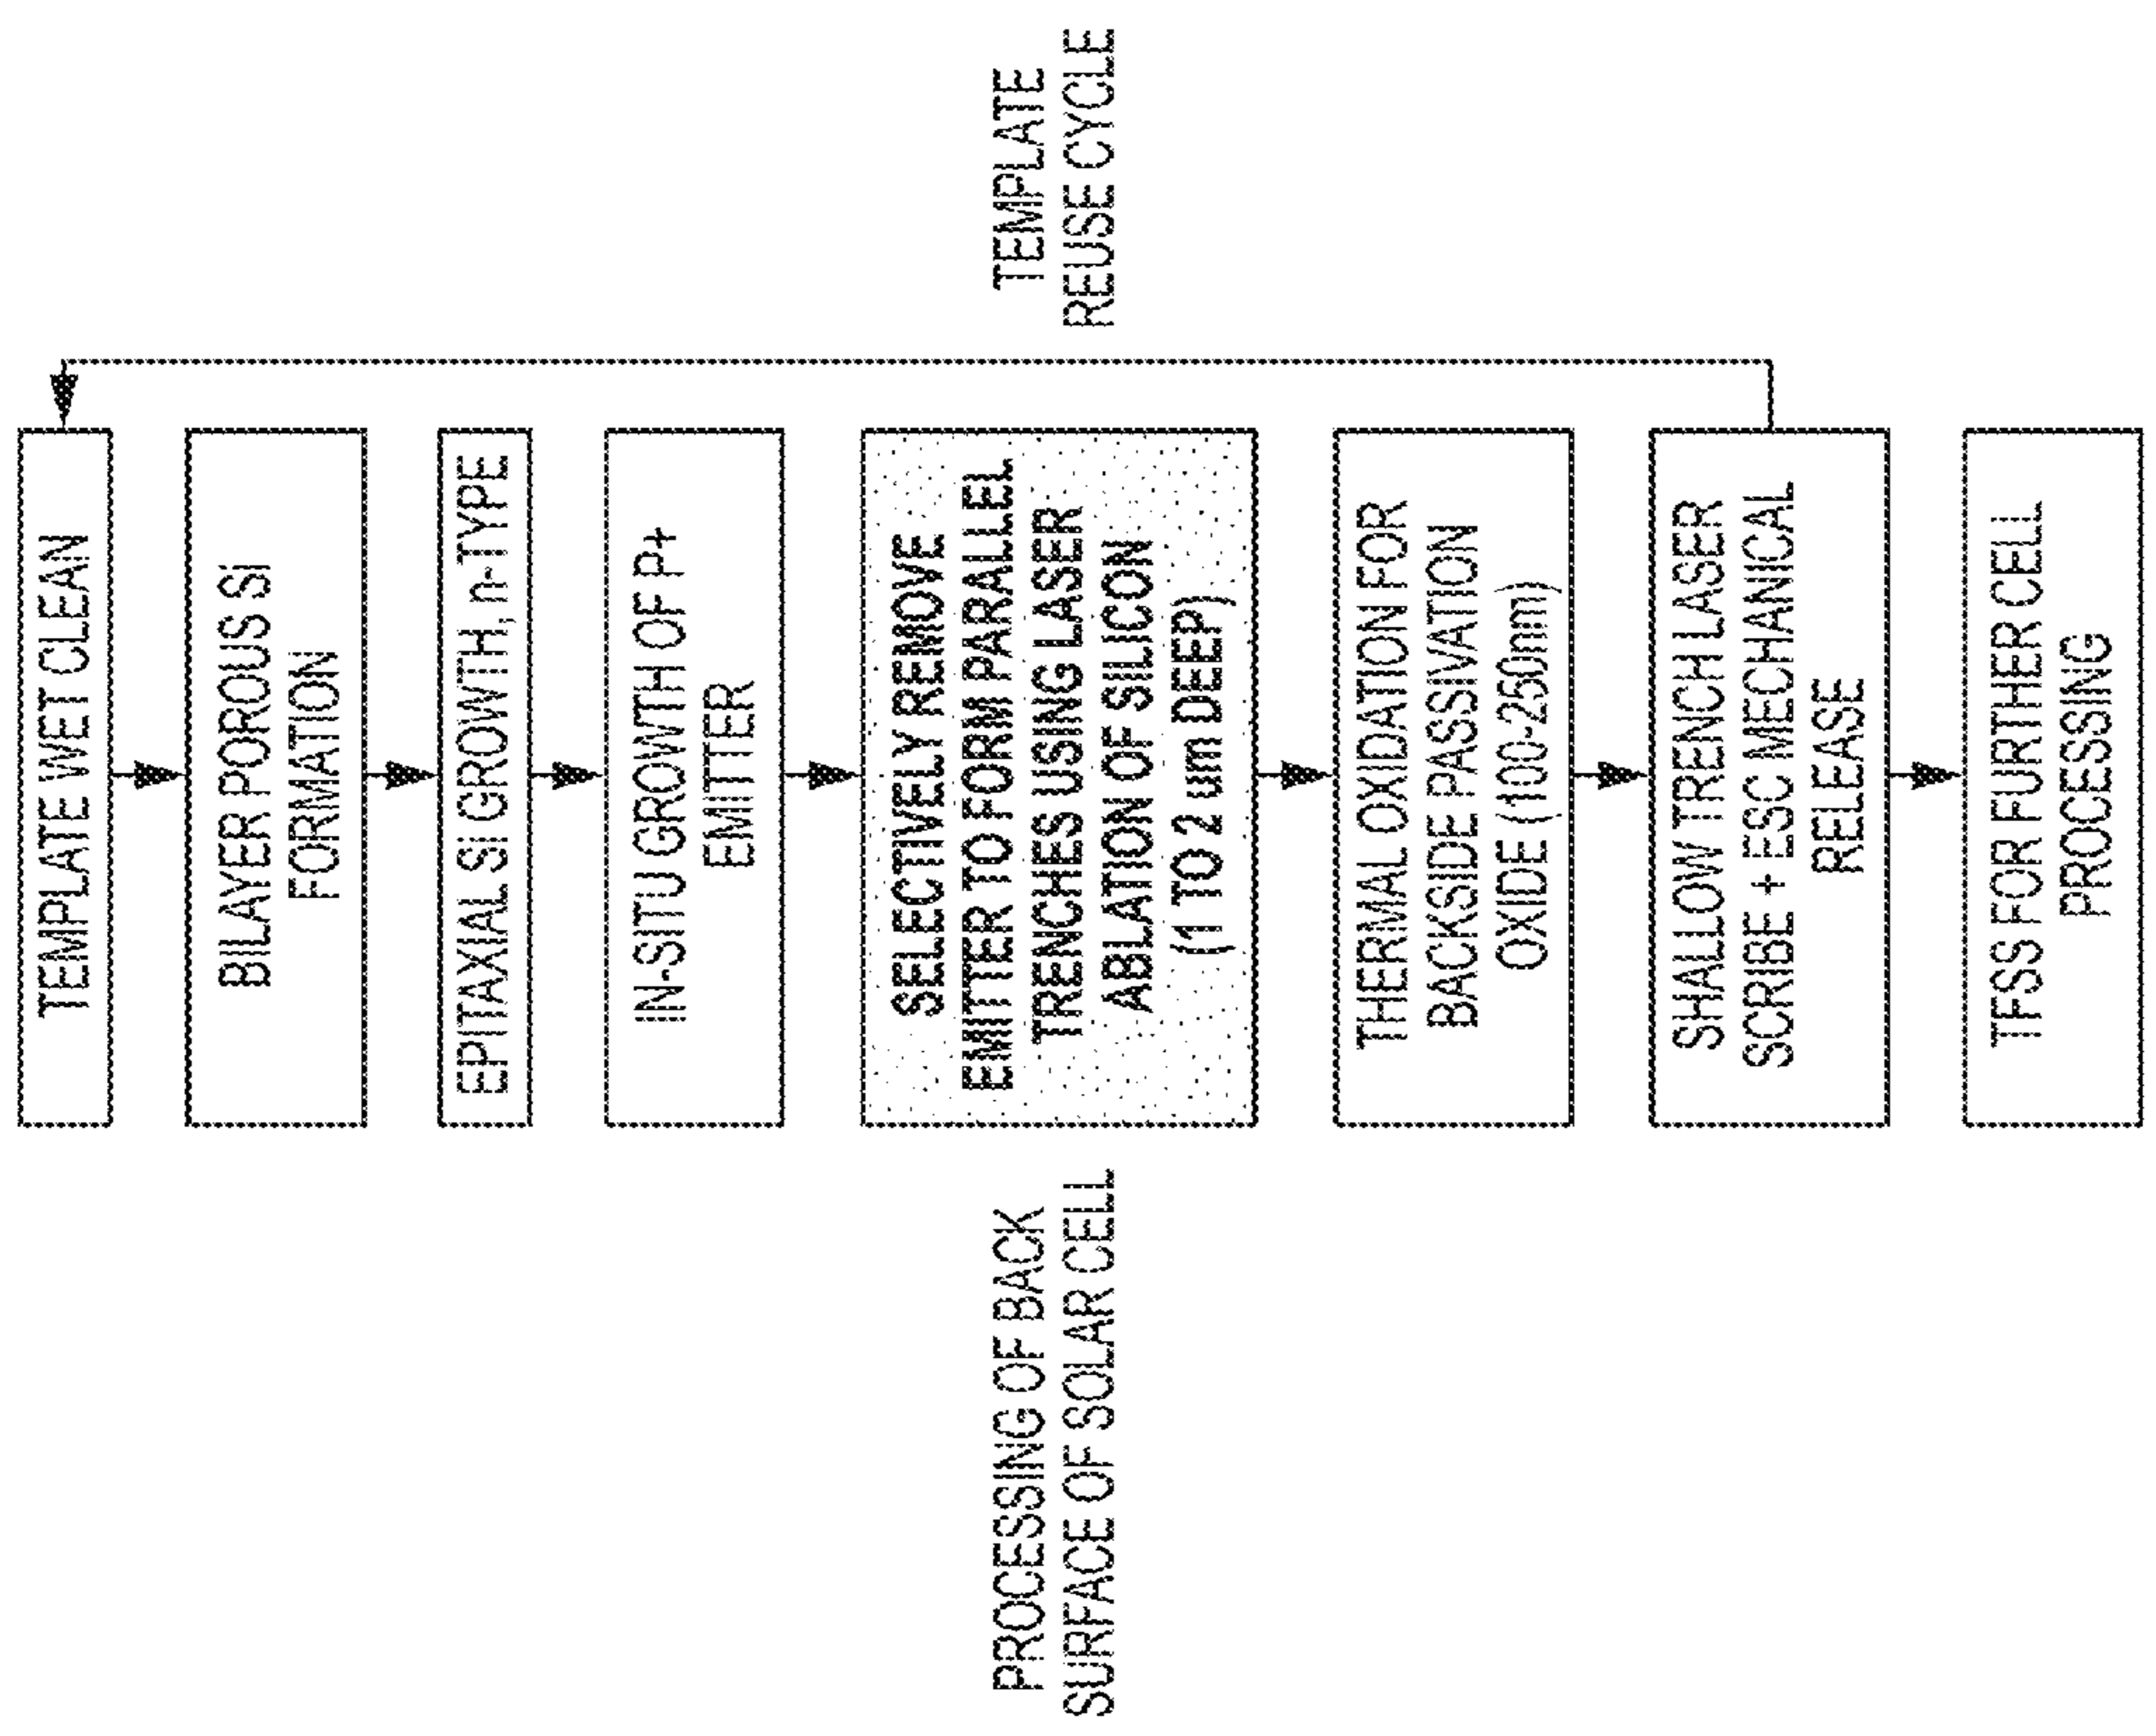 TEMPLATE WET CLEAN
BILAYER POROUS Si
FORMATION
EPITAXIAL Si GROWTH, n-TYPE
IN-SITU GROWTH OF P+
EMITTER
SELECTIVELY REMOVE
EMITTER TO FORM PARALLEL
TRENCHES USING LASER
ABLATION OF SILICON
(1 TO 2 um DEEP)
THERMAL OXIDATION FOR
BACKSIDE PASSIVATION
OXIDE (100-250nm)
SHALLOW TRENCH LASER
SCRIBE + ESC MECHANICAL
RELEASE
TFSS FOR FURTHER CELL
PROCESSING
PROCESSING OF BACK
SURFACE OF SOLAR CELL
TEMPLATE
REUSE CYCLE